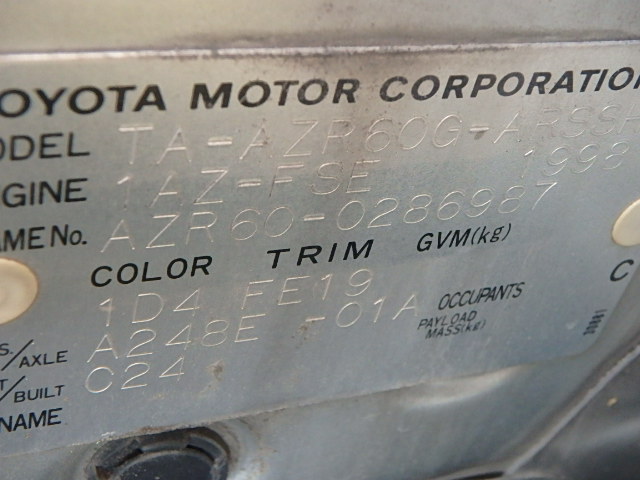 OYOTA MOTOR CORPORATION
ODEL TA-AZR60G-ARSSH
GINE 1AZ-FSE 1998
AME No. AZR60-0286987
COLOR TRIM GVM(kg)
1D4 FE19
OCCUPANTS C
S./AXLE A248E -01A PAYLOAD MASS(kg)
T/BUILT C24
NAME